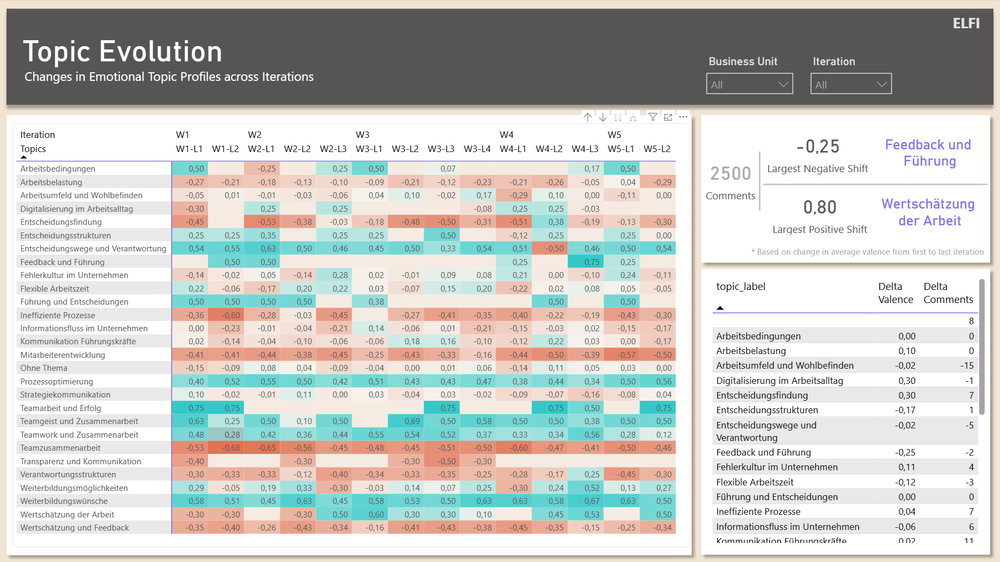 ELFI
Topic Evolution
Changes in Emotional Topic Profiles across Iterations
Business Unit
Iteration
All
All
Iteration W1 W2 W3 W4 W5
Topics W1-L1 W1-L2 W2-L1 W2-L2 W2-L3 W3-L1 W3-L2 W3-L3 W3-L4 W4-L1 W4-L2 W4-L3 W5-L1 W5-L2
Arbeitsbedingungen 0,50 -0,25 0,25 0,50 0,07 0,17 0,50
Arbeitsbelastung -0,27 -0,21 -0,18 -0,13 -0,10 -0,09 -0,21 -0,12 -0,23 -0,21 -0,26 -0,05 0,04 -0,29
Arbeitsumfeld und Wohlbefinden -0,05 0,01 -0,01 -0,03 -0,06 0,04 0,10 -0,02 0,17 -0,29 0,10 0,00 -0,11 0,00
Digitalisierung im Arbeitsalltag -0,30 0,25 0,25 -0,08 0,25 0,25 -0,03
Entscheidungsfindung -0,45 -0,53 -0,38 -0,03 -0,18 -0,48 -0,50 -0,31 -0,51 0,38 -0,19 -0,13 -0,30
Entscheidungsstrukturen 0,25 0,25 0,35 0,25 0,25 0,50 -0,12 0,25 0,25 0,00
Entscheidungswege und Verantwortung 0,54 0,55 0,63 0,50 0,46 0,45 0,50 0,33 0,54 0,51 -0,50 0,46 0,50 0,54
Feedback und Führung 0,50 0,50 0,25 0,75 0,25
Fehlerkultur im Unternehmen -0,14 -0,02 0,05 -0,14 0,28 0,02 -0,01 0,09 0,08 0,21 0,00 -0,10 0,24 -0,11
Flexible Arbeitszeit 0,22 -0,06 -0,17 0,20 0,22 0,03 -0,07 0,15 0,20 -0,22 0,02 0,08 0,05 -0,05
Führung und Entscheidungen 0,50 0,50 0,50 0,50 0,38 0,50 0,50
Ineffiziente Prozesse -0,36 -0,60 -0,28 -0,03 -0,45 -0,27 -0,41 -0,35 -0,40 -0,22 -0,19 -0,43 -0,30
Informationsfluss im Unternehmen 0,00 -0,23 -0,01 -0,04 -0,21 0,14 -0,06 0,01 -0,21 -0,15 -0,03 0,02 -0,15 -0,17
Kommunikation Führungskräfte 0,02 -0,14 -0,04 -0,10 -0,06 -0,06 0,18 0,16 -0,10 -0,12 0,22 0,03 0,00 -0,17
Mitarbeiterentwicklung -0,41 -0,41 -0,44 -0,38 -0,45 -0,25 -0,43 -0,33 -0,16 -0,44 -0,50 -0,39 -0,57 -0,50
Ohne Thema -0,15 -0,09 0,08 0,04 -0,09 -0,04 0,00 0,01 0,06 -0,14 0,11 0,05 0,03 0,00
Prozessoptimierung 0,40 0,52 0,55 0,50 0,42 0,51 0,43 0,43 0,47 0,38 0,44 0,34 0,50 0,56
Strategiekommunikation 0,10 -0,02 -0,01 0,11 0,00 0,03 -0,04 0,03 -0,02 -0,09 -0,07 -0,16 -0,08 0,04
Teamarbeit und Erfolg 0,75 0,75 0,75 0,75 0,50 0,75
Teamgeist und Zusammenarbeit 0,63 0,25 0,50 0,10 0,50 0,69 0,50 0,58 0,50 0,50 0,38 0,50 0,50
Teamwork und Zusammenarbeit 0,48 0,28 0,42 0,36 0,44 0,55 0,54 0,52 0,37 0,33 0,34 0,56 0,28 0,12
Teamzusammenarbeit -0,53 -0,68 -0,65 -0,56 -0,45 -0,48 -0,45 -0,51 -0,50 -0,60 -0,47 -0,41 -0,50 -0,46
Transparenz und Kommunikation -0,40 -0,30 -0,30 -0,50 -0,30
Verantwortungsstrukturen -0,30 -0,33 -0,33 -0,12 -0,40 -0,34 -0,33 -0,35 -0,25 -0,28 -0,17 0,25 -0,45 -0,30
Weiterbildungsmöglichkeiten 0,29 -0,05 0,19 0,33 -0,30 -0,03 0,14 0,07 0,25 -0,30 0,24 0,52 0,13 0,27
Weiterbildungswünsche 0,58 0,51 0,45 0,63 0,45 0,58 0,53 0,50 0,63 0,63 0,58 0,67 0,63 0,50
Wertschätzung der Arbeit -0,30 -0,30 -0,30 0,50 0,60 0,30 0,30 0,10 0,45 0,53 0,50
Wertschätzung und Feedback -0,35 -0,40 -0,26 -0,43 -0,34 -0,16 -0,41 -0,43 -0,38 -0,45 -0,35 -0,15 -0,25 -0,34
2500
Comments
-0,25
Largest Negative Shift
Feedback und
Führung
0,80
Largest Positive Shift
Wertschätzung
der Arbeit
* Based on change in average valence from first to last iteration
topic_label Delta Delta
Valence Comments
8
Arbeitsbedingungen 0,00 0
Arbeitsbelastung 0,10 0
Arbeitsumfeld und Wohlbefinden -0,02 -15
Digitalisierung im Arbeitsalltag 0,30 -1
Entscheidungsfindung 0,30 7
Entscheidungsstrukturen -0,17 1
Entscheidungswege und -0,02 -5
Verantwortung
Feedback und Führung -0,25 -2
Fehlerkultur im Unternehmen 0,11 4
Flexible Arbeitszeit -0,12 -3
Führung und Entscheidungen 0,00 0
Ineffiziente Prozesse 0,04 7
Informationsfluss im Unternehmen -0,06 6
Kommunikation Führungskräfte 0,02 11